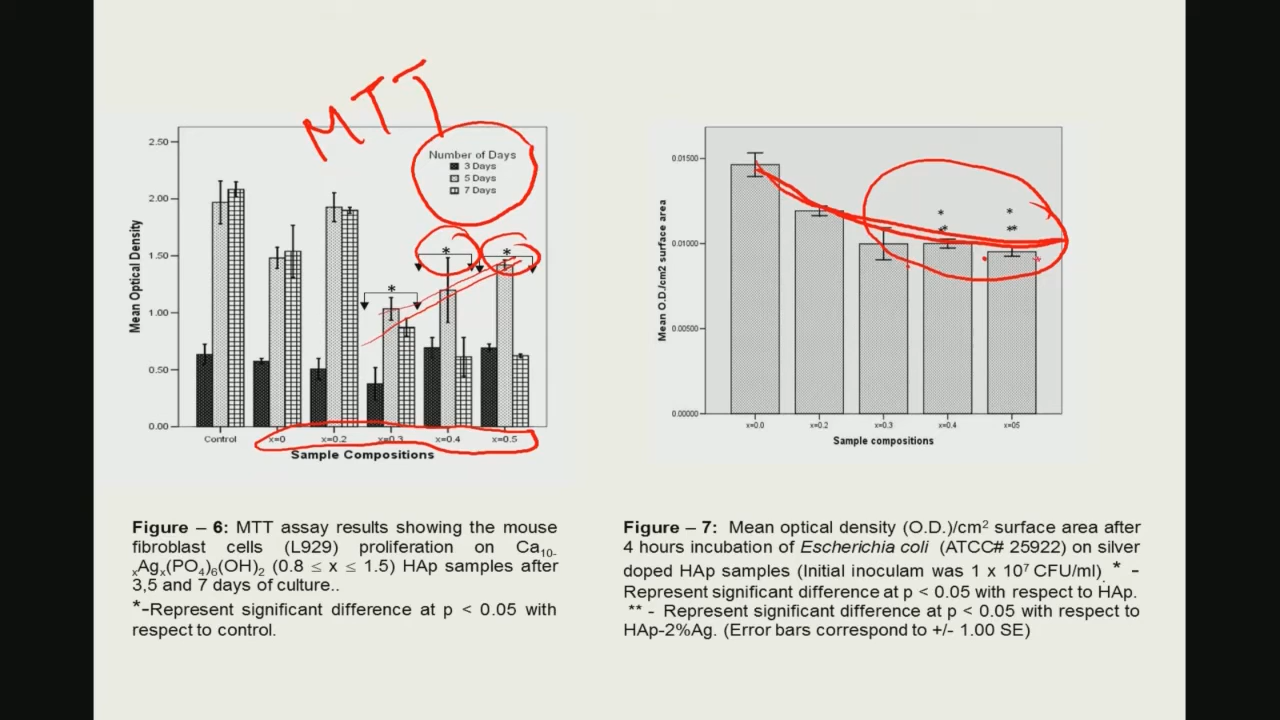 MTT
2.50
2.00
1.50
1.00
0.50
0.00
Mean Optical Density
Number of Days
3 Days
5 Days
7 Days
*
*
*
Control
x=0
x=0.2
x=0.3
x=0.4
x=0.5
Sample Compositions
0.01500
0.01000
0.00500
0.00000
Mean O.D./cm2 surface area
*
**
*
**
x=0.0
x=0.2
x=0.3
x=0.4
x=05
Sample compositions
Figure – 6: MTT assay results showing the mouse
fibroblast cells (L929) proliferation on Ca10-
xAgx(PO4)6(OH)2 (0.8 ≤ x ≤ 1.5) HAp samples after
3,5 and 7 days of culture..
*-Represent significant difference at p < 0.05 with
respect to control.
Figure – 7: Mean optical density (O.D.)/cm² surface area after
4 hours incubation of Escherichia coli (ATCC# 25922) on silver
doped HAp samples (Initial inoculam was 1 x 10⁷ CFU/ml). * -
Represent significant difference at p < 0.05 with respect to HAp.
** - Represent significant difference at p < 0.05 with respect to
HAp-2%Ag. (Error bars correspond to +/- 1.00 SE)